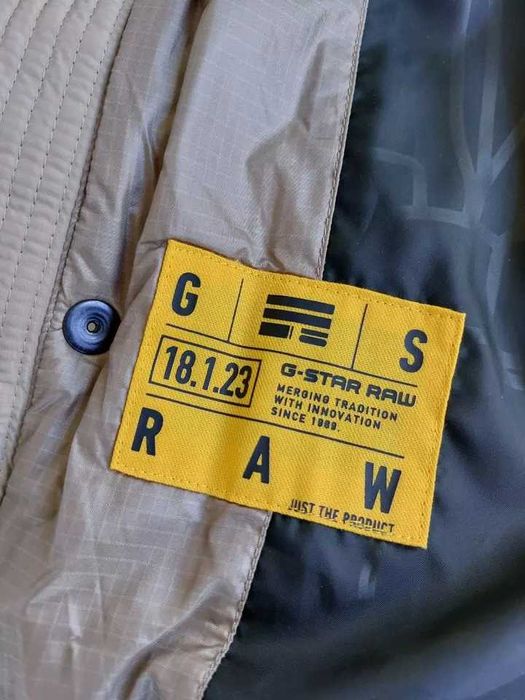 G S
18.1.23
G-STAR RAW
MERGING TRADITION
WITH INNOVATION
SINCE 1989.
R A W
JUST THE PRODUCT